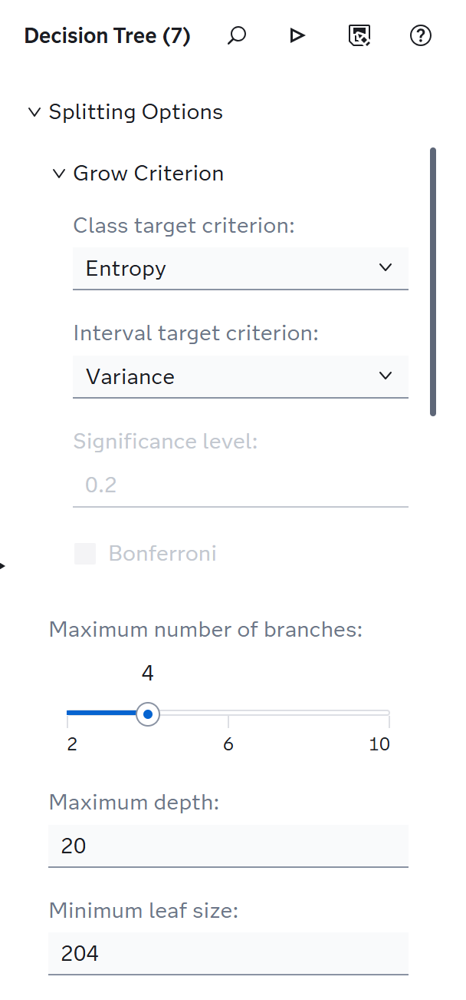 Decision Tree (7)
Splitting Options
Grow Criterion
Class target criterion:
Entropy
Interval target criterion:
Variance
Significance level:
0.2
Bonferroni
Maximum number of branches:
4
2 6 10
Maximum depth:
20
Minimum leaf size:
204